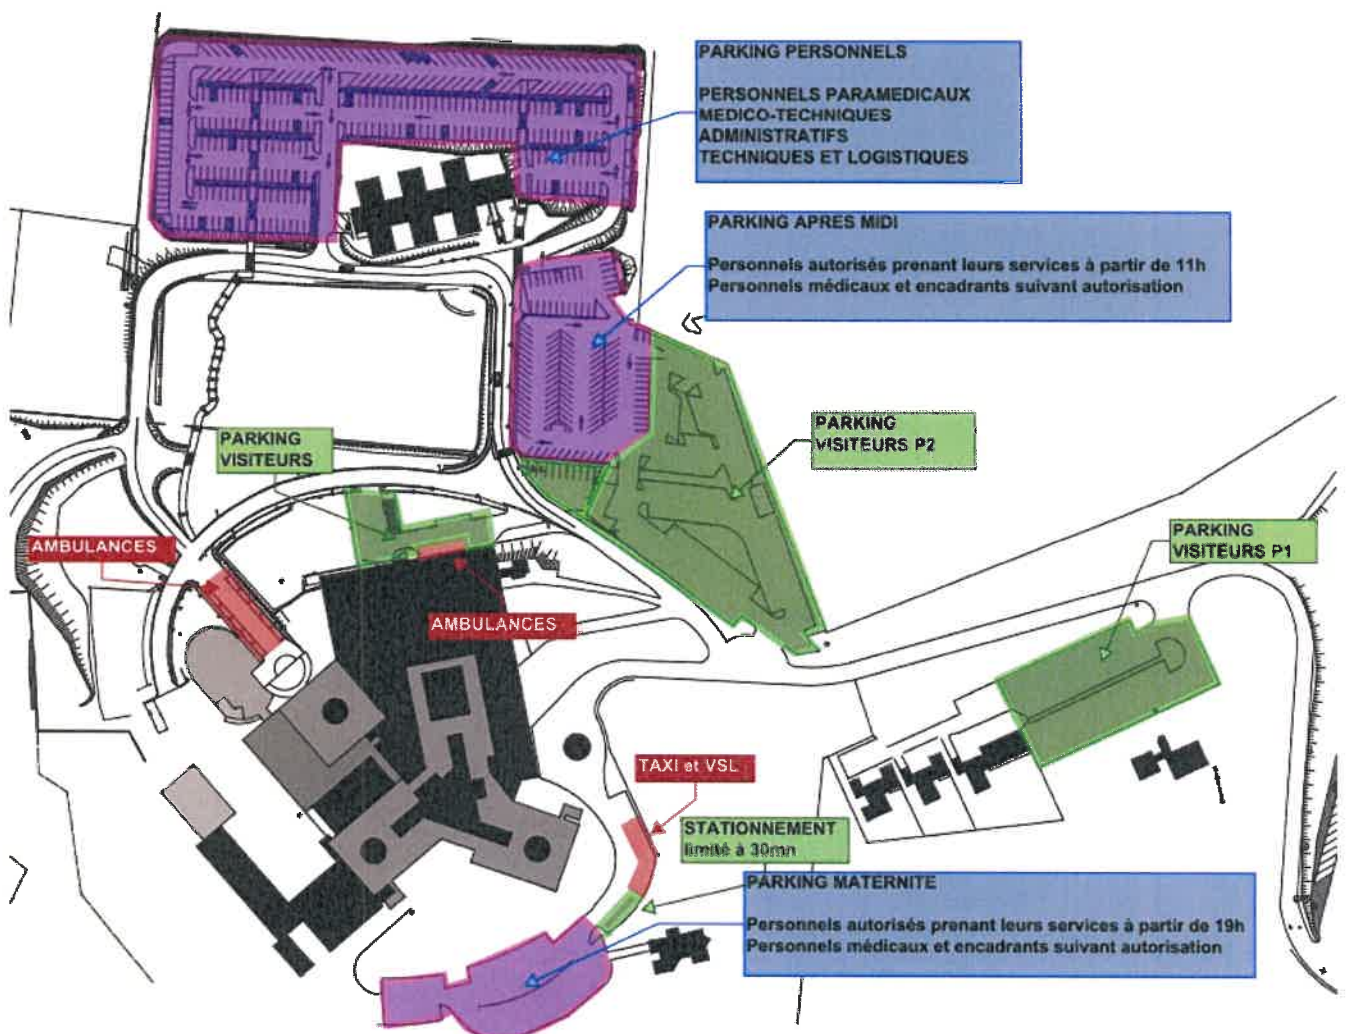 PARKING PERSONNELS
PERSONNELS PARAMEDICAUX
MEDICO-TECHNIQUES
ADMINISTRATIFS
TECHNIQUES ET LOGISTIQUES
PARKING APRES MIDI
Personnels autorisés prenant leurs services à partir de 11h
Personnels médicaux et encadrants suivant autorisation
PARKING
VISITEURS
PARKING
VISITEURS P2
PARKING
VISITEURS P1
AMBULANCES
AMBULANCES
TAXI et VSL
STATIONNEMENT
limité à 30mn
PARKING MATERNITE
Personnels autorisés prenant leurs services à partir de 19h
Personnels médicaux et encadrants suivant autorisation